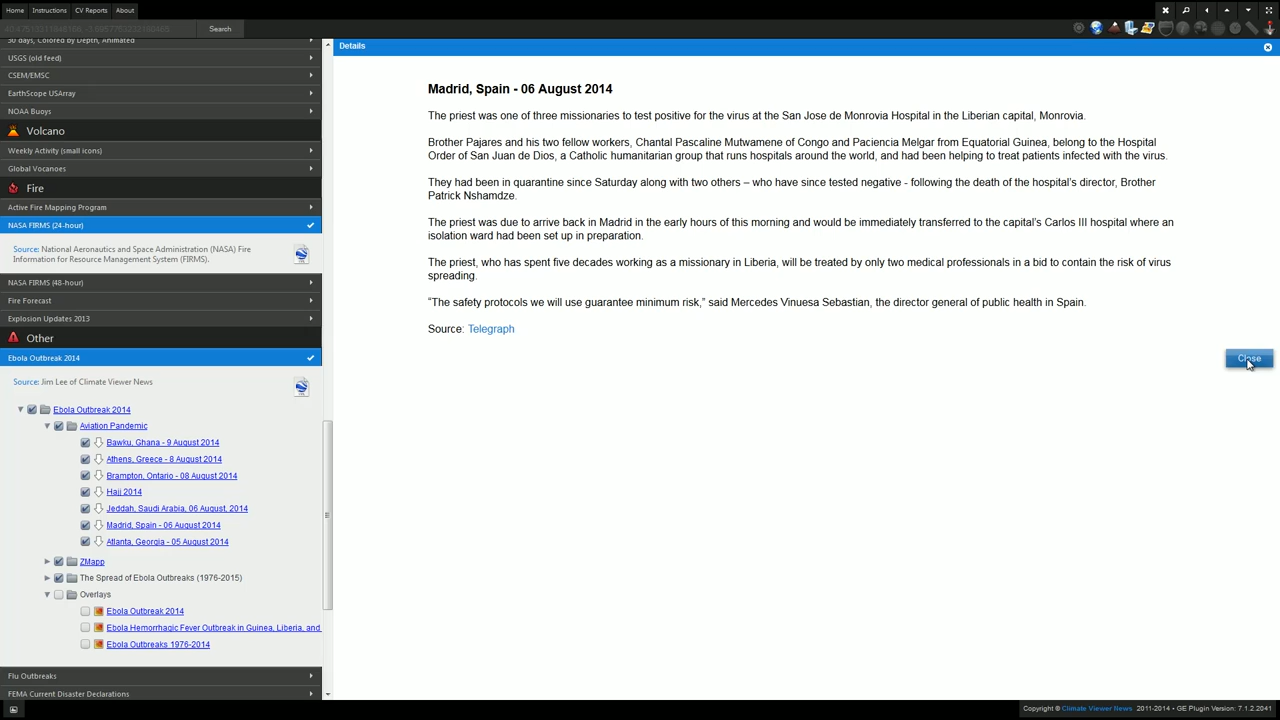 Home Instructions CV Reports About
Search
30 days, Colored by Depth, Animated
USGS (old feed)
CSEM/EMSC
EarthScope USArray
NOAA Buoys
Volcano
Weekly Activity (small icons)
Global Vocanoes
Fire
Active Fire Mapping Program
NASA FIRMS (24-hour)
Source: National Aeronautics and Space Administration (NASA) Fire
Information for Resource Management System (FIRMS).
NASA FIRMS (48-hour)
Fire Forecast
Explosion Updates 2013
Other
Ebola Outbreak 2014
Source: Jim Lee of Climate Viewer News
Ebola Outbreak 2014
Aviation Pandemic
Bawku, Ghana - 9 August 2014
Athens, Greece - 8 August 2014
Brampton, Ontario - 08 August 2014
Hajj 2014
Jeddah, Saudi Arabia, 06 August, 2014
Madrid, Spain - 06 August 2014
Atlanta, Georgia - 05 August 2014
ZMapp
The Spread of Ebola Outbreaks (1976-2015)
Overlays
Ebola Outbreak 2014
Ebola Hemorrhagic Fever Outbreak in Guinea, Liberia, and
Ebola Outbreaks 1976-2014
Flu Outbreaks
FEMA Current Disaster Declarations
Details
Madrid, Spain - 06 August 2014
The priest was one of three missionaries to test positive for the virus at the San Jose de Monrovia Hospital in the Liberian capital, Monrovia.
Brother Pajares and his two fellow workers, Chantal Pascaline Mutwamene of Congo and Paciencia Melgar from Equatorial Guinea, belong to the Hospital
Order of San Juan de Dios, a Catholic humanitarian group that runs hospitals around the world, and had been helping to treat patients infected with the virus.
They had been in quarantine since Saturday along with two others – who have since tested negative - following the death of the hospital's director, Brother
Patrick Nshamdze.
The priest was due to arrive back in Madrid in the early hours of this morning and would be immediately transferred to the capital's Carlos III hospital where an
isolation ward had been set up in preparation.
The priest, who has spent five decades working as a missionary in Liberia, will be treated by only two medical professionals in a bid to contain the risk of virus
spreading.
“The safety protocols we will use guarantee minimum risk,” said Mercedes Vinuesa Sebastian, the director general of public health in Spain.
Source: Telegraph
Close
Copyright © Climate Viewer News 2011-2014 • GE Plugin Version: 7.1.2.2041